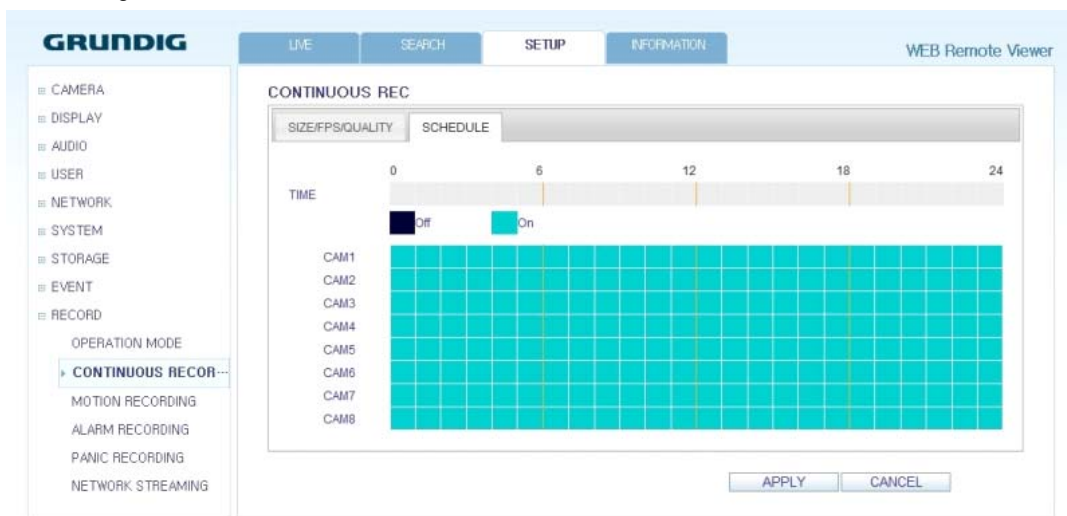 GRUNDIG
LIVE SEARCH SETUP INFORMATION
WEB Remote Viewer
CAMERA
DISPLAY
AUDIO
USER
NETWORK
SYSTEM
STORAGE
EVENT
RECORD
OPERATION MODE
CONTINUOUS RECOR···
MOTION RECORDING
ALARM RECORDING
PANIC RECORDING
NETWORK STREAMING
CONTINUOUS REC
SIZE/FPS/QUALITY SCHEDULE
0 6 12 18 24
TIME
Off On
CAM1
CAM2
CAM3
CAM4
CAM5
CAM6
CAM7
CAM8
APPLY CANCEL